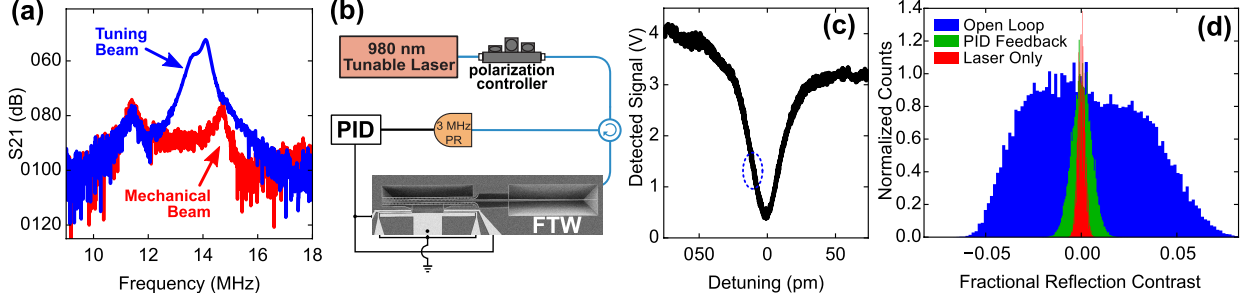 (a)
Tuning
Beam
Mechanical
Beam
S21 (dB)
060
080
0100
0120
10 12 14 16 18
Frequency (MHz)
(b)
980 nm
Tunable Laser
polarization
controller
PID
3 MHz
PR
FTW
(c)
Detected Signal (V)
5
4
3
2
1
0
050 0 50
Detuning (pm)
(d)
Open Loop
PID Feedback
Laser Only
Normalized Counts
1.4
1.2
1.0
0.8
0.6
0.4
0.2
0.0
−0.05 0.00 0.05
Fractional Reflection Contrast